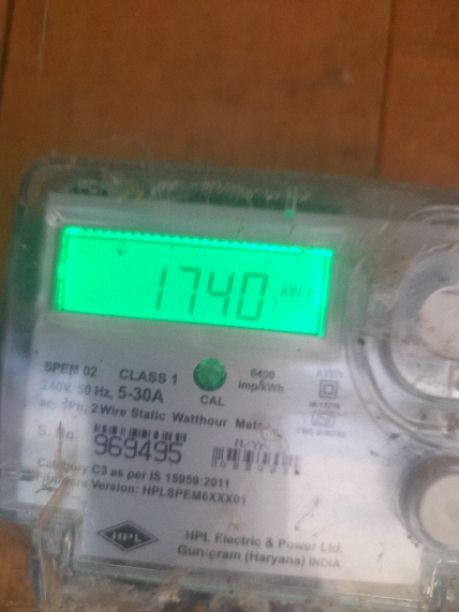 1740 kWh
SPEM 02 CLASS 1 6400
240V, 50 Hz, 5-30A CAL imp/kWh
ac, 1Ph, 2 Wire Static Watthour Meter
S. No.
969495
Category C3 as per IS 15959:2011
Firmware Version: HPLSPEM6XXX01
HPL HPL Electric & Power Ltd.
Gurugram (Haryana) INDIA